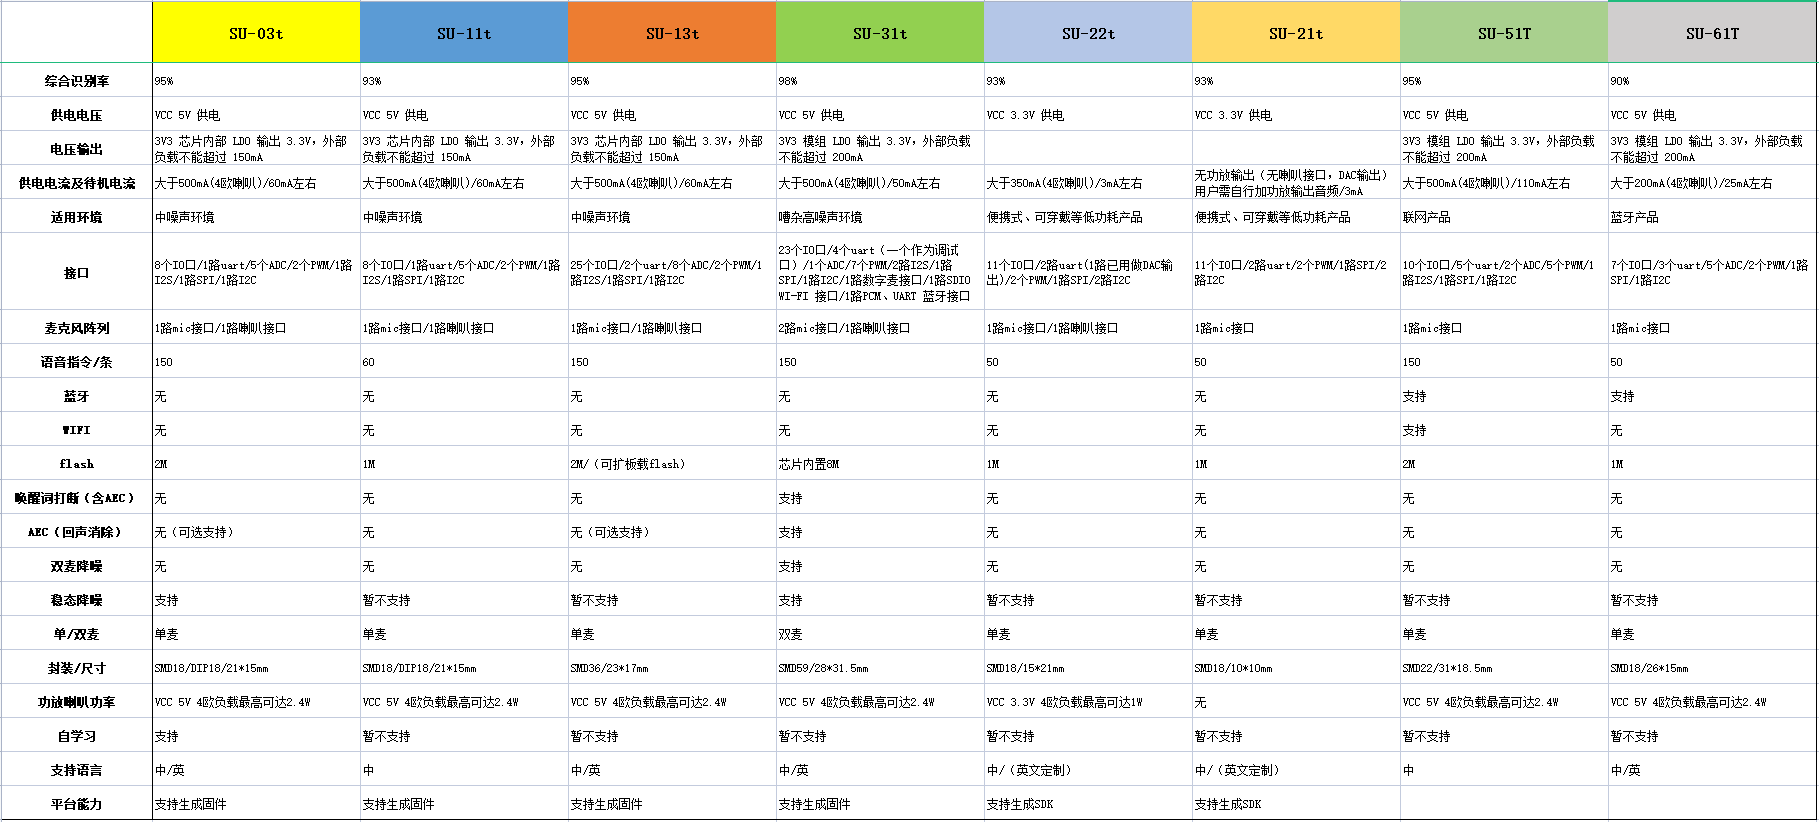 SU-03t SU-11t SU-13t SU-31t SU-22t SU-21t SU-51T SU-61T
综合识别率 95% 93% 95% 98% 93% 93% 95% 90%
供电电压 VCC 5V 供电 VCC 5V 供电 VCC 5V 供电 VCC 5V 供电 VCC 3.3V 供电 VCC 3.3V 供电 VCC 5V 供电 VCC 5V 供电
电压输出
3V3 芯片内部 LDO 输出 3.3V，外部
负载不能超过 150mA
3V3 芯片内部 LDO 输出 3.3V，外部
负载不能超过 150mA
3V3 芯片内部 LDO 输出 3.3V，外部
负载不能超过 150mA
3V3 模组 LDO 输出 3.3V，外部负载
不能超过 200mA
3V3 模组 LDO 输出 3.3V，外部负载
不能超过 200mA
3V3 模组 LDO 输出 3.3V，外部负载
不能超过 200mA
供电电流及待机电流
大于500mA(4欧喇叭)/60mA左右
大于500mA(4欧喇叭)/60mA左右
大于500mA(4欧喇叭)/60mA左右
大于500mA(4欧喇叭)/50mA左右
大于350mA(4欧喇叭)/3mA左右
无功放输出（无喇叭接口，DAC输出）
用户需自行加功放输出音频/3mA
大于500mA(4欧喇叭)/110mA左右
大于200mA(4欧喇叭)/25mA左右
适用环境 中噪声环境 中噪声环境 中噪声环境 嘈杂高噪声环境 便携式、可穿戴等低功耗产品 便携式、可穿戴等低功耗产品 联网产品 蓝牙产品
接口
8个IO口/1路uart/5个ADC/2个PWM/1路
I2S/1路SPI/1路I2C
8个IO口/1路uart/5个ADC/2个PWM/1路
I2S/1路SPI/1路I2C
25个IO口/2个uart/8个ADC/2个PWM/1
路I2S/1路SPI/1路I2C
23个IO口/4个uart（一个作为调试
口）/1个ADC/7个PWM/2路I2S/1路
SPI/1路I2C/1路数字麦接口/1路SDIO
WI-FI 接口/1路PCM、UART 蓝牙接口
11个IO口/2路uart(1路已用做DAC输
出)/2个PWM/1路SPI/2路I2C
11个IO口/2路uart/2个PWM/1路SPI/2
路I2C
10个IO口/5个uart/2个ADC/5个PWM/1
路I2S/1路SPI/1路I2C
7个IO口/3个uart/5个ADC/2个PWM/1路
SPI/1路I2C
麦克风阵列 1路mic接口/1路喇叭接口 1路mic接口/1路喇叭接口 1路mic接口/1路喇叭接口 2路mic接口/1路喇叭接口 1路mic接口/1路喇叭接口 1路mic接口 1路mic接口 1路mic接口
语音指令/条 150 60 150 150 50 50 150 50
蓝牙 无 无 无 无 无 无 支持 支持
WIFI 无 无 无 无 无 无 支持 无
flash 2M 1M 2M/（可扩板载flash） 芯片内置8M 1M 1M 2M 1M
唤醒词打断（含AEC） 无 无 无 支持 无 无 无 无
AEC（回声消除） 无（可选支持） 无 无（可选支持） 支持 无 无 无 无
双麦降噪 无 无 无 支持 无 无 无 无
稳态降噪 支持 暂不支持 暂不支持 支持 暂不支持 暂不支持 暂不支持 暂不支持
单/双麦 单麦 单麦 单麦 双麦 单麦 单麦 单麦 单麦
封装/尺寸 SMD18/DIP18/21*15mm SMD18/DIP18/21*15mm SMD36/23*17mm SMD59/28*31.5mm SMD18/15*21mm SMD18/10*10mm SMD22/31*18.5mm SMD18/26*15mm
功放喇叭功率 VCC 5V 4欧负载最高可达2.4W VCC 5V 4欧负载最高可达2.4W VCC 5V 4欧负载最高可达2.4W VCC 5V 4欧负载最高可达2.4W VCC 3.3V 4欧负载最高可达1W 无 VCC 5V 4欧负载最高可达2.4W VCC 5V 4欧负载最高可达2.4W
自学习 支持 暂不支持 暂不支持 暂不支持 暂不支持 暂不支持 暂不支持 暂不支持
支持语言 中/英 中 中/英 中/英 中/（英文定制） 中/（英文定制） 中 中/英
平台能力 支持生成固件 支持生成固件 支持生成固件 支持生成固件 支持生成SDK 支持生成SDK